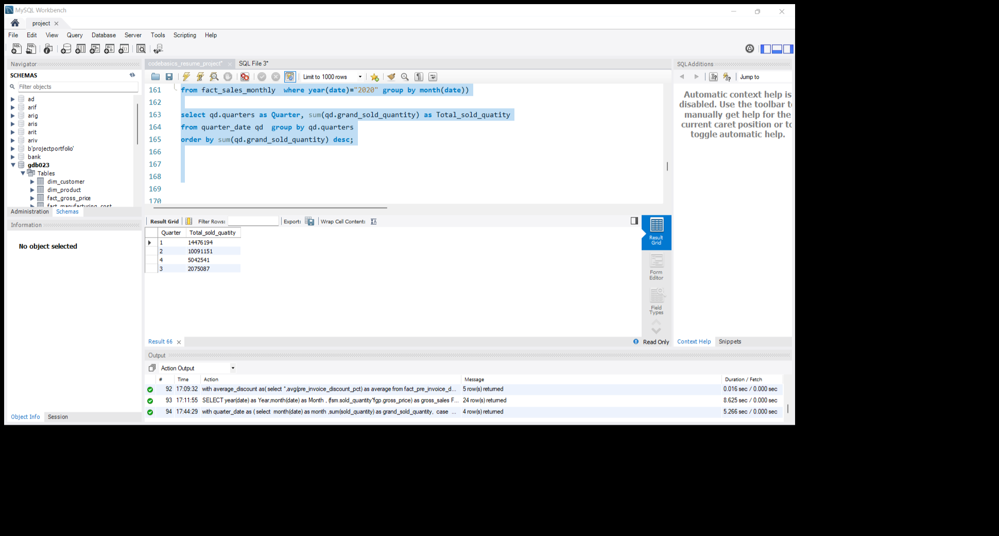 MySQL Workbench
project
File Edit View Query Database Server Tools Scripting Help
Navigator
SCHEMAS
Filter objects
ad
arif
arig
aris
arit
ariv
b'projectportfolio'
bank
gdb023
Tables
dim_customer
dim_product
fact_gross_price
fact_manufacturing_cost
Administration Schemas
Information
No object selected
Object Info Session
codebasics_resume_project* SQL File 3*
Limit to 1000 rows
161 from fact_sales_monthly  where year(date)="2020" group by month(date))
162
163 select qd.quarters as Quarter, sum(qd.grand_sold_quantity) as Total_sold_quatity
164 from quarter_date qd  group by qd.quarters
165 order by sum(qd.grand_sold_quantity) desc;
166
167
168
169
170
Result Grid Filter Rows: Export: Wrap Cell Content:
Quarter Total_sold_quatity
1 14476194
2 10091151
4 5042541
3 2075087
Result
Grid
Form
Editor
Field
Types
Result 66
Read Only
SQLAdditions
Jump to
Automatic context help is
disabled. Use the toolbar to
manually get help for the
current caret position or to
toggle automatic help.
Context Help Snippets
Output
Action Output
# Time Action Message Duration / Fetch
92 17:09:32 with average_discount as( select *,avg(pre_invoice_discount_pct) as average from fact_pre_invoice_d... 5 row(s) returned 0.016 sec / 0.000 sec
93 17:11:55 SELECT year(date) as Year,month(date) as Month , (fsm.sold_quantity*fgp.gross_price) as gross_sales F... 24 row(s) returned 8.625 sec / 0.000 sec
94 17:44:29 with quarter_date as ( select  month(date) as month ,sum(sold_quantity) as grand_sold_quantity,  case ... 4 row(s) returned 5.266 sec / 0.000 sec